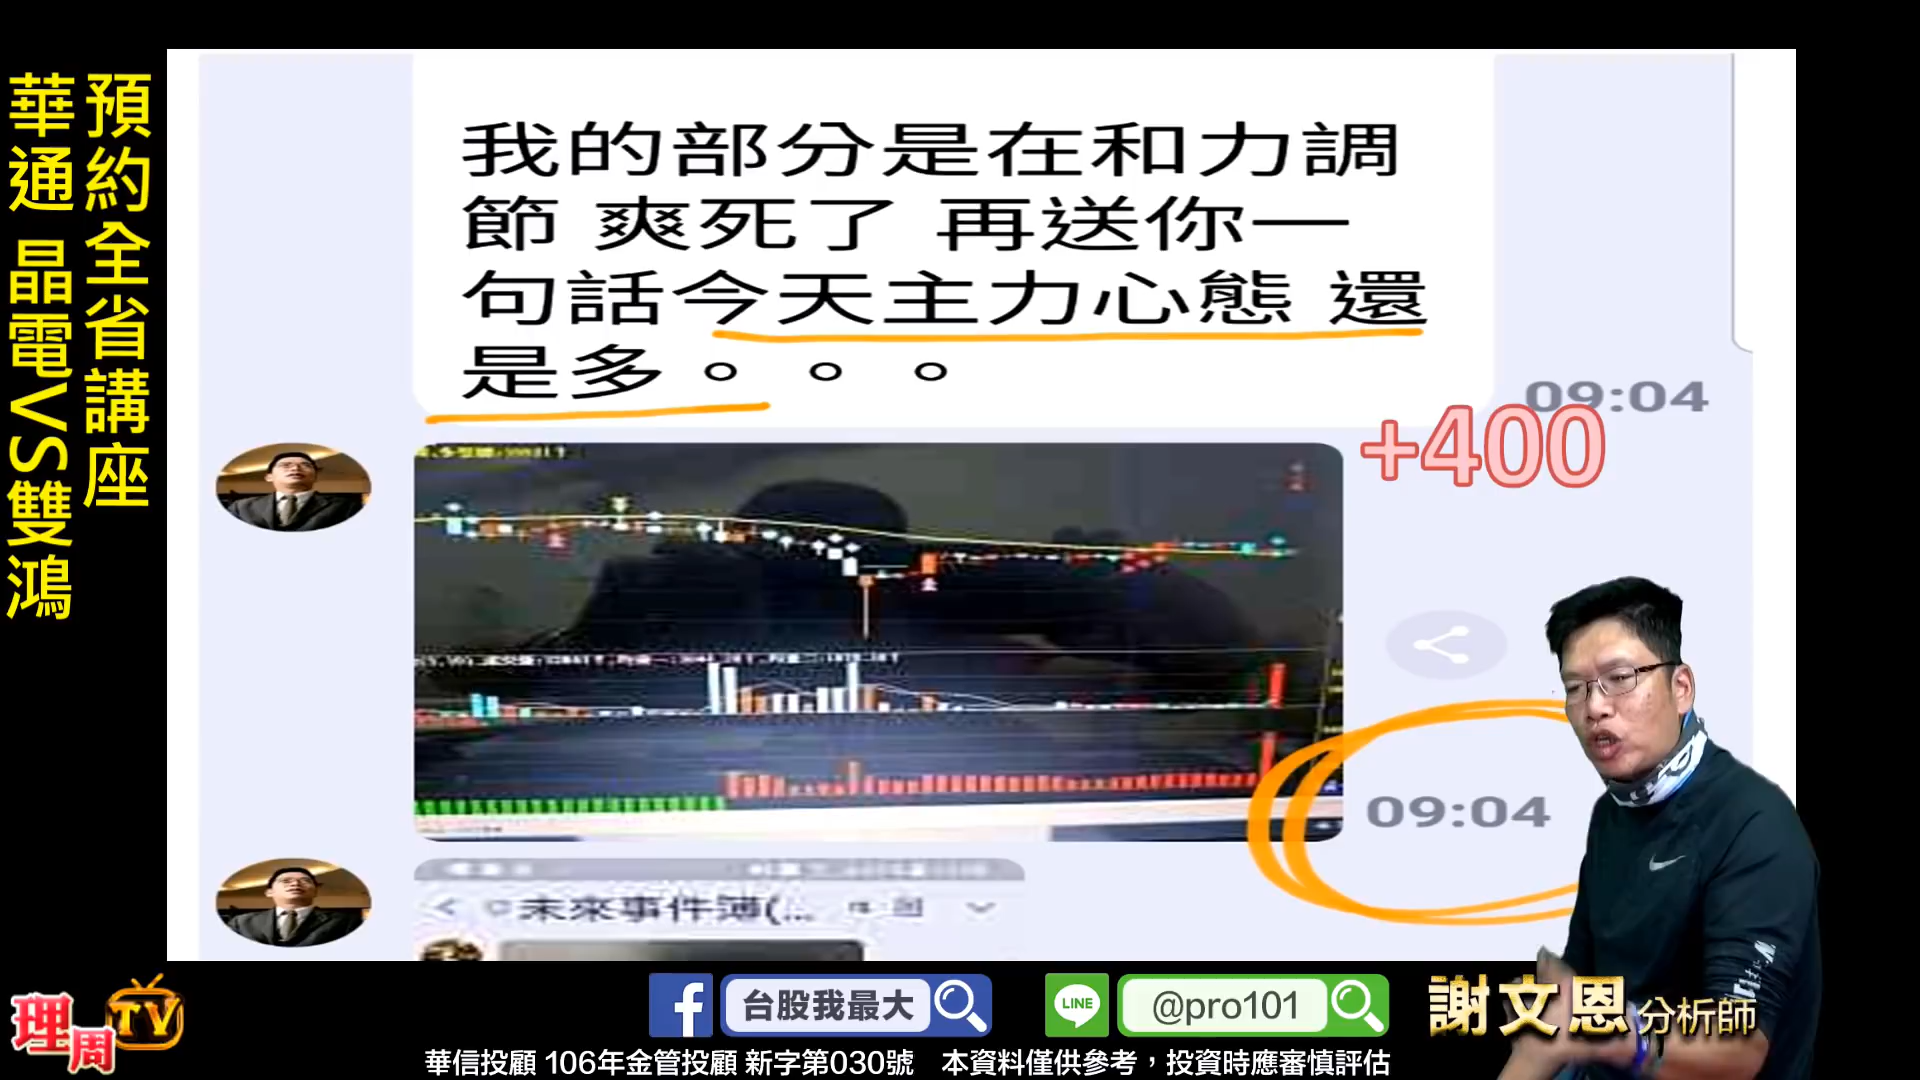 預約全省講座
華通 晶電VS雙鴻
我的部分是在和力調
節 爽死了 再送你一
句話今天主力心態 還
是多。。。
09:04
+400
09:04
未來事件簿(...
理周TV
台股我最大
LINE
@pro101
謝文恩分析師
華信投顧 106年金管投顧 新字第030號 本資料僅供參考，投資時應審慎評估